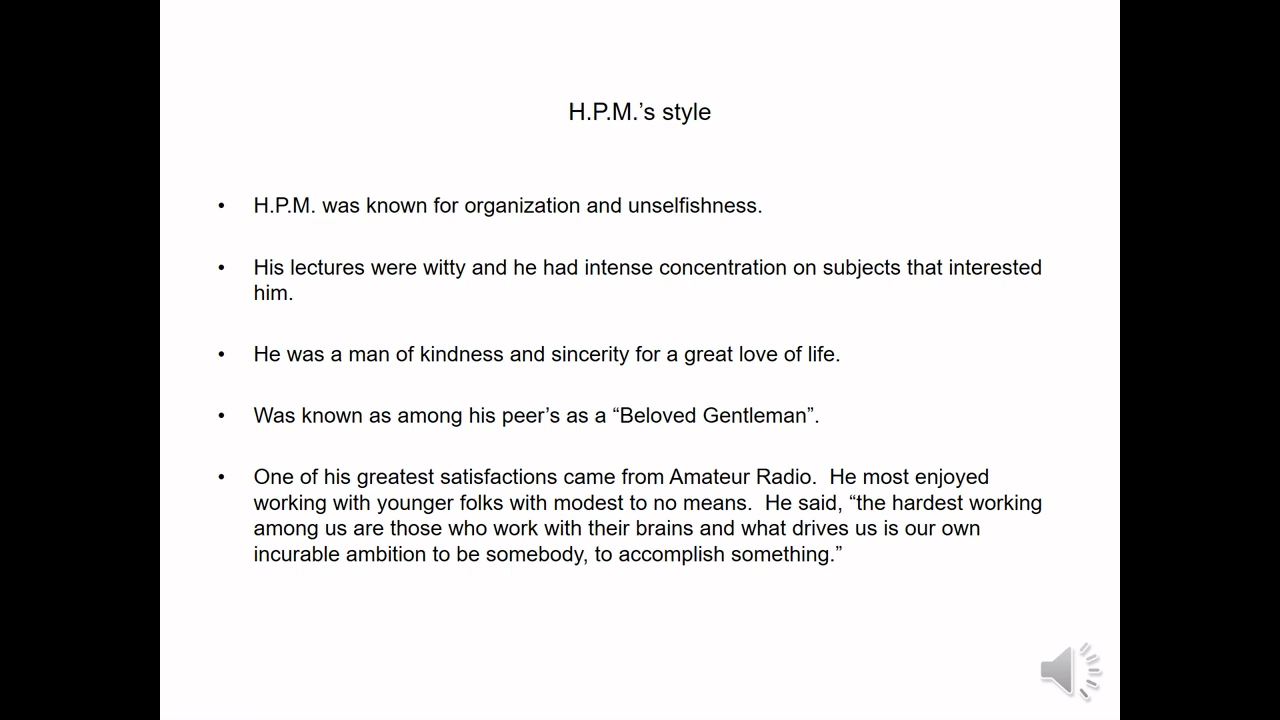 H.P.M.’s style
• H.P.M. was known for organization and unselfishness.
• His lectures were witty and he had intense concentration on subjects that interested
him.
• He was a man of kindness and sincerity for a great love of life.
• Was known as among his peer’s as a “Beloved Gentleman”.
• One of his greatest satisfactions came from Amateur Radio.  He most enjoyed
working with younger folks with modest to no means.  He said, “the hardest working
among us are those who work with their brains and what drives us is our own
incurable ambition to be somebody, to accomplish something.”